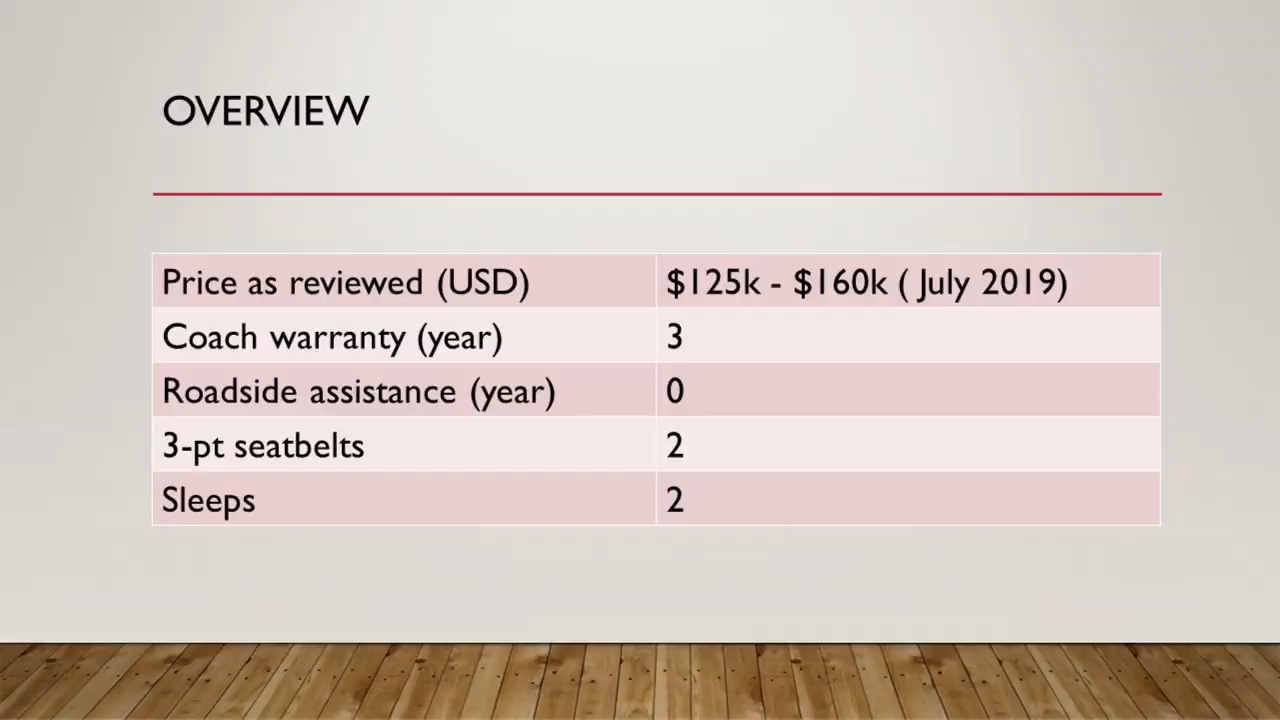 OVERVIEW
Price as reviewed (USD) $125k - $160k ( July 2019)
Coach warranty (year) 3
Roadside assistance (year) 0
3-pt seatbelts 2
Sleeps 2